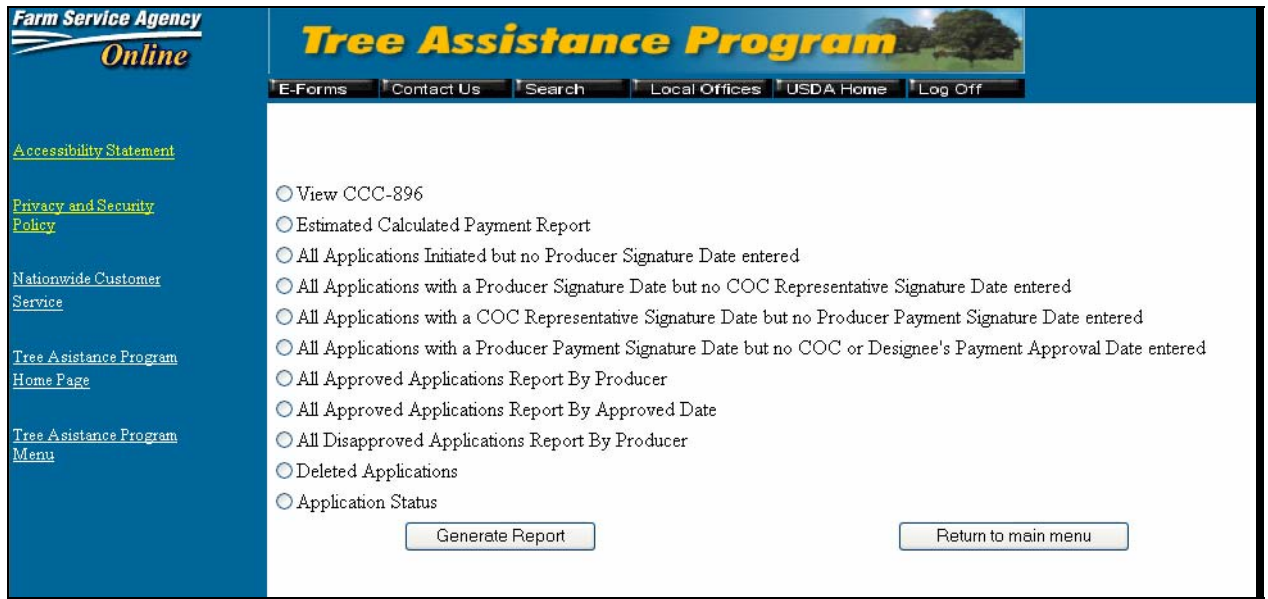 Farm Service Agency
Online
Tree Assistance Program
E-Forms Contact Us Search Local Offices USDA Home Log Off
Accessibility Statement
Privacy and Security
Policy
Nationwide Customer
Service
Tree Asistance Program
Home Page
Tree Asistance Program
Menu
View CCC-896
Estimated Calculated Payment Report
All Applications Initiated but no Producer Signature Date entered
All Applications with a Producer Signature Date but no COC Representative Signature Date entered
All Applications with a COC Representative Signature Date but no Producer Payment Signature Date entered
All Applications with a Producer Payment Signature Date but no COC or Designee's Payment Approval Date entered
All Approved Applications Report By Producer
All Approved Applications Report By Approved Date
All Disapproved Applications Report By Producer
Deleted Applications
Application Status
Generate Report Return to main menu